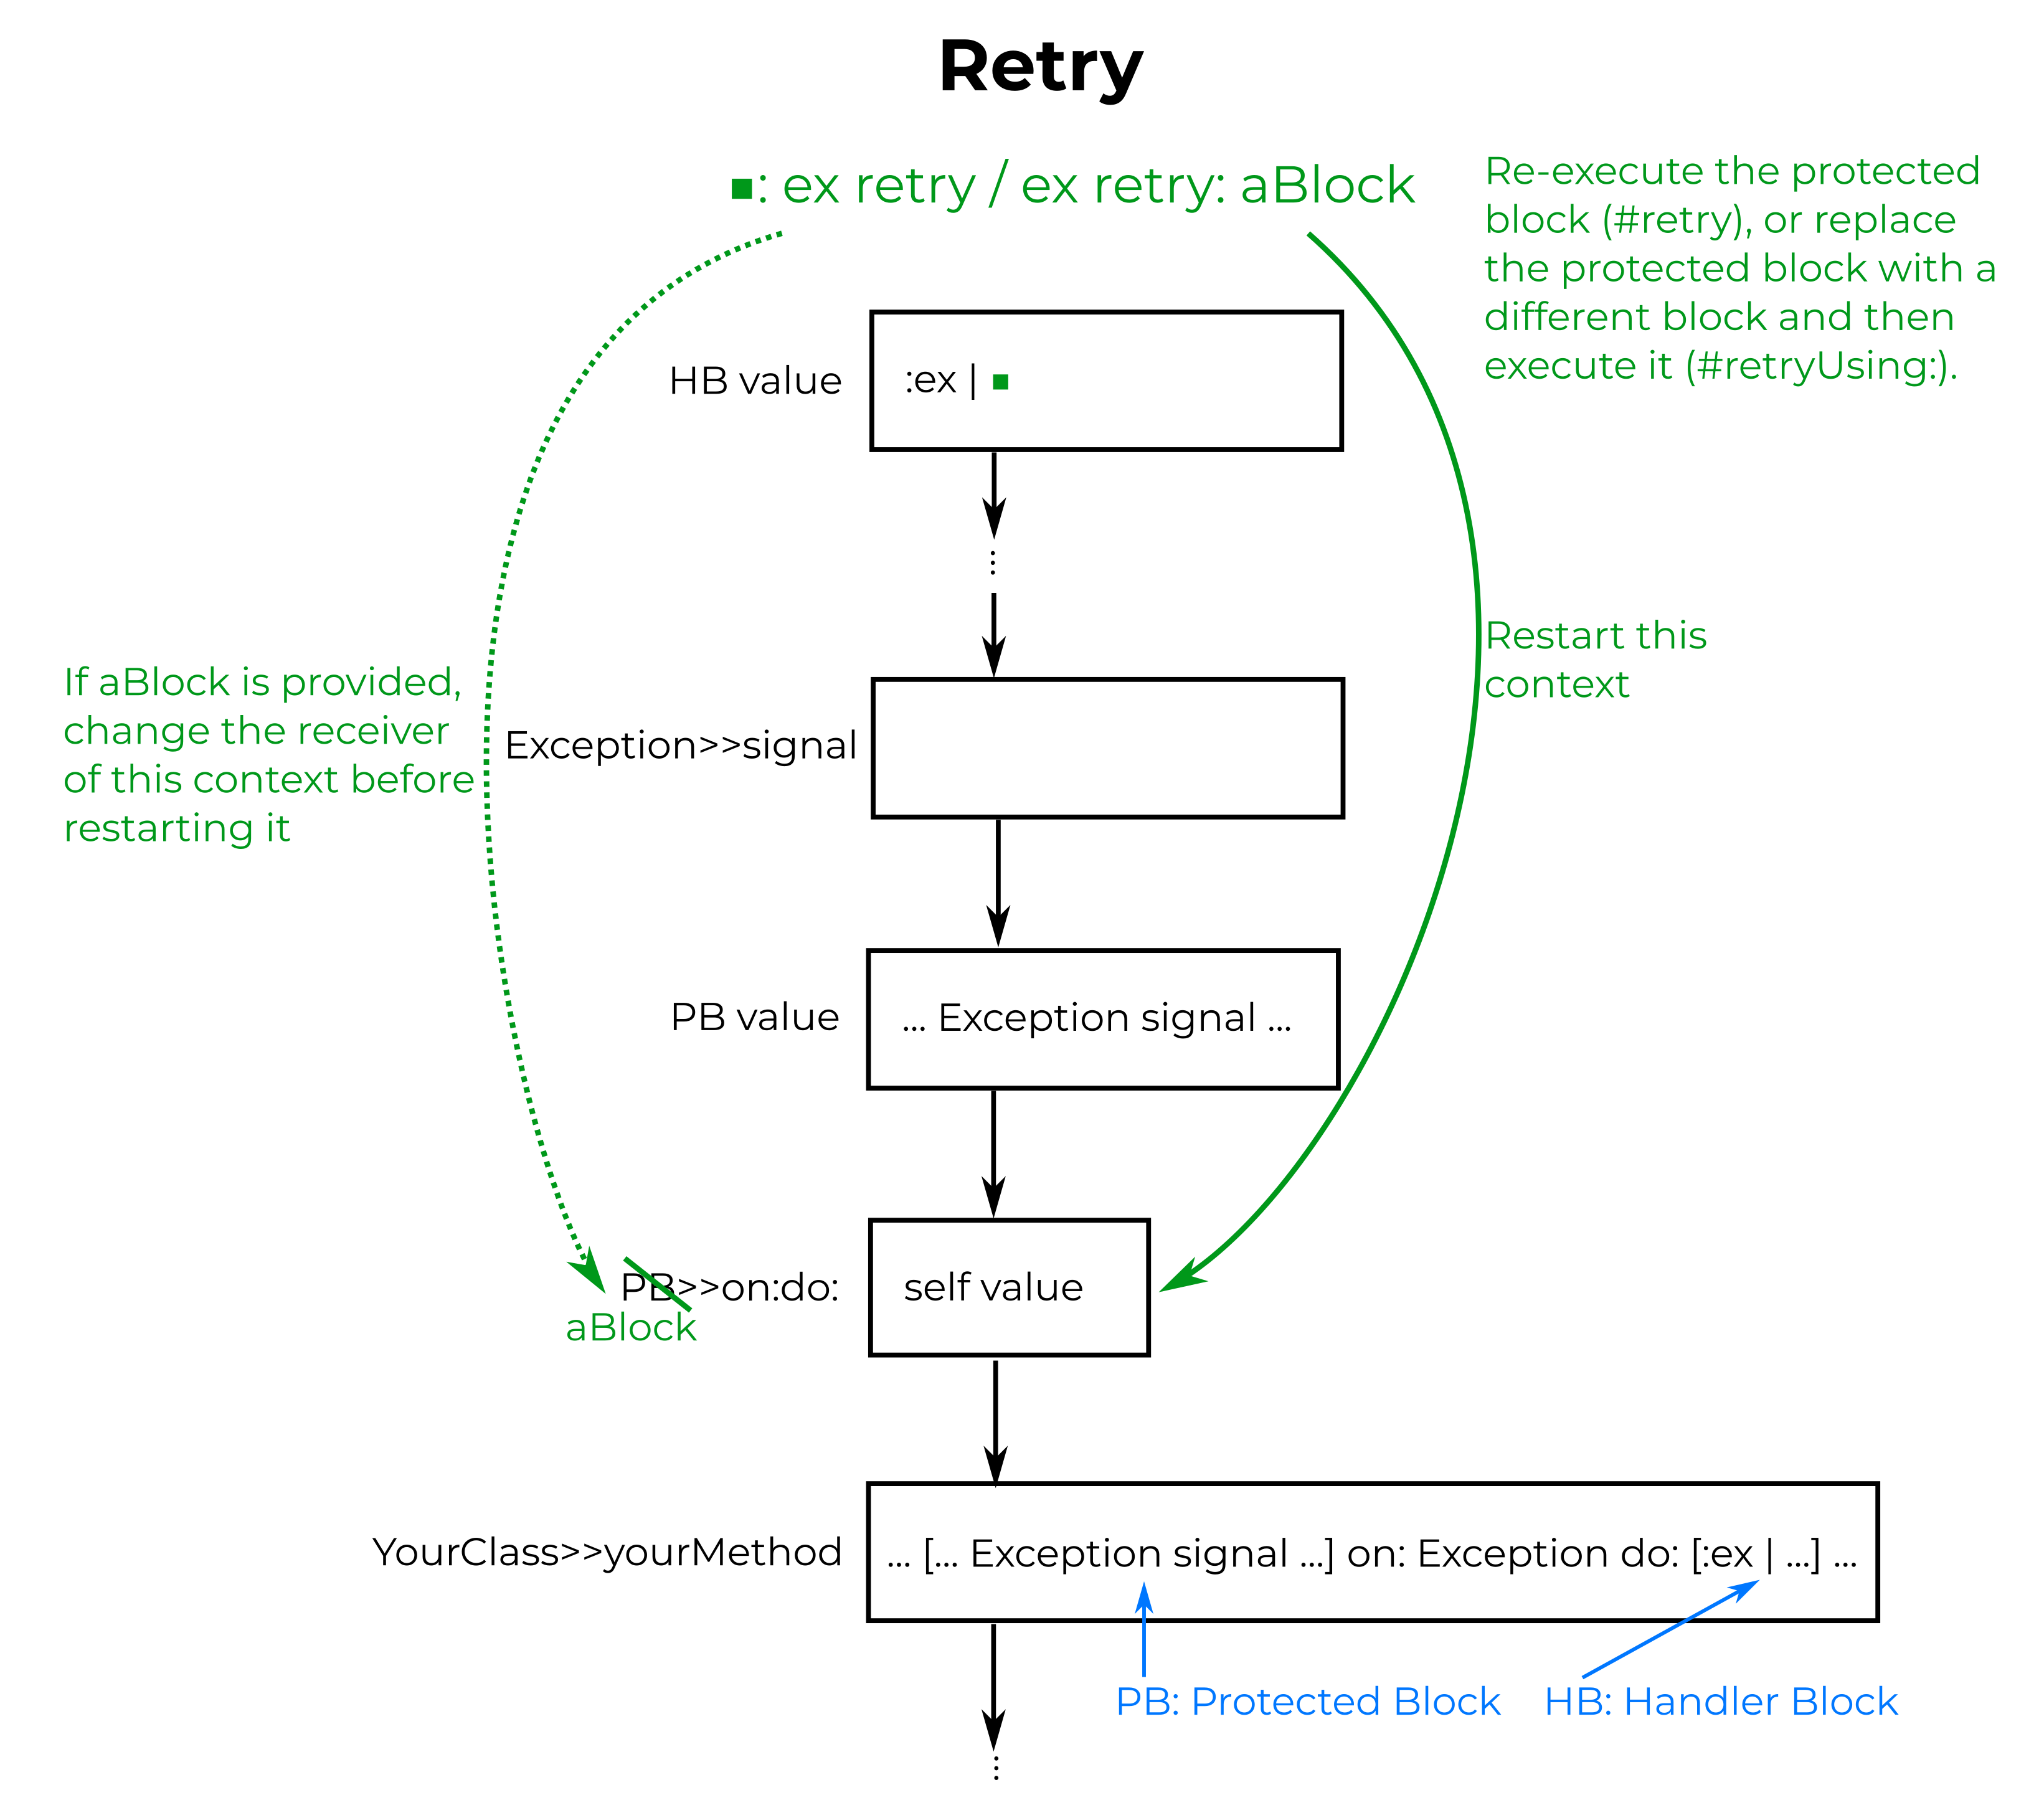 Retry
▪: ex retry / ex retry: aBlock
Re-execute the protected
block (#retry), or replace
the protected block with a
different block and then
execute it (#retryUsing:).
HB value
:ex | ▪
⋮
Restart this
context
If aBlock is provided,
change the receiver
of this context before
restarting it
Exception>>signal
PB value
... Exception signal ...
PB>>on:do:
self value
aBlock
YourClass>>yourMethod
... [... Exception signal ...] on: Exception do: [:ex | ...] ...
PB: Protected Block
HB: Handler Block
⋮